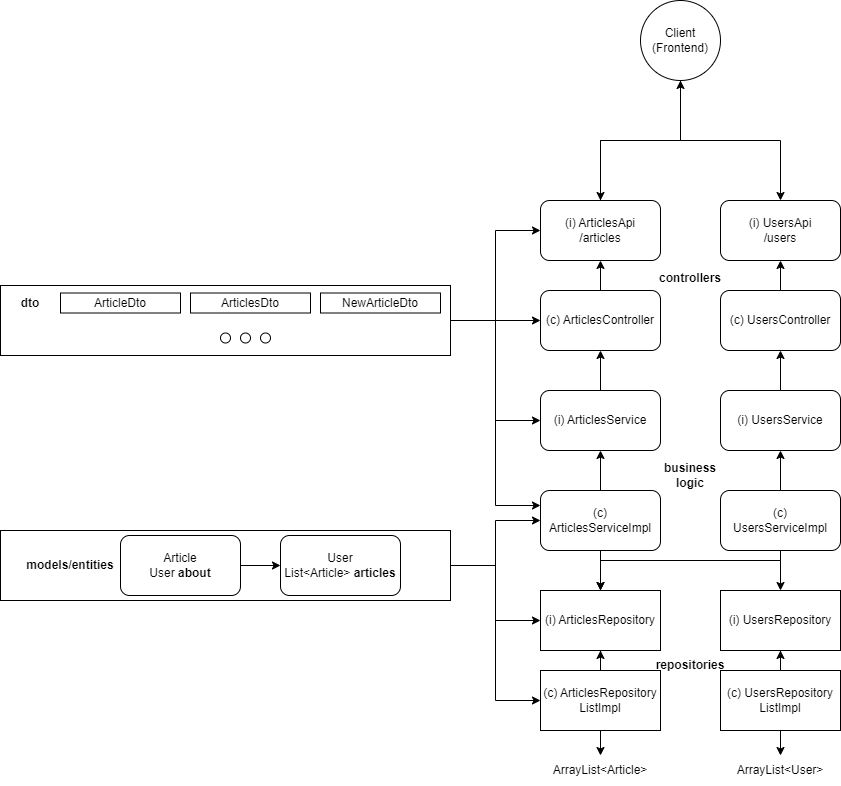 Client
(Frontend)
(i) ArticlesApi
/articles
(i) UsersApi
/users
controllers
dto
ArticleDto
ArticlesDto
NewArticleDto
(c) ArticlesController
(c) UsersController
(i) ArticlesService
(i) UsersService
business
logic
(c)
ArticlesServiceImpl
(c)
UsersServiceImpl
models/entities
Article
User about
User
List<Article> articles
(i) ArticlesRepository
(i) UsersRepository
repositories
(c) ArticlesRepository
ListImpl
(c) UsersRepository
ListImpl
ArrayList<Article>
ArrayList<User>